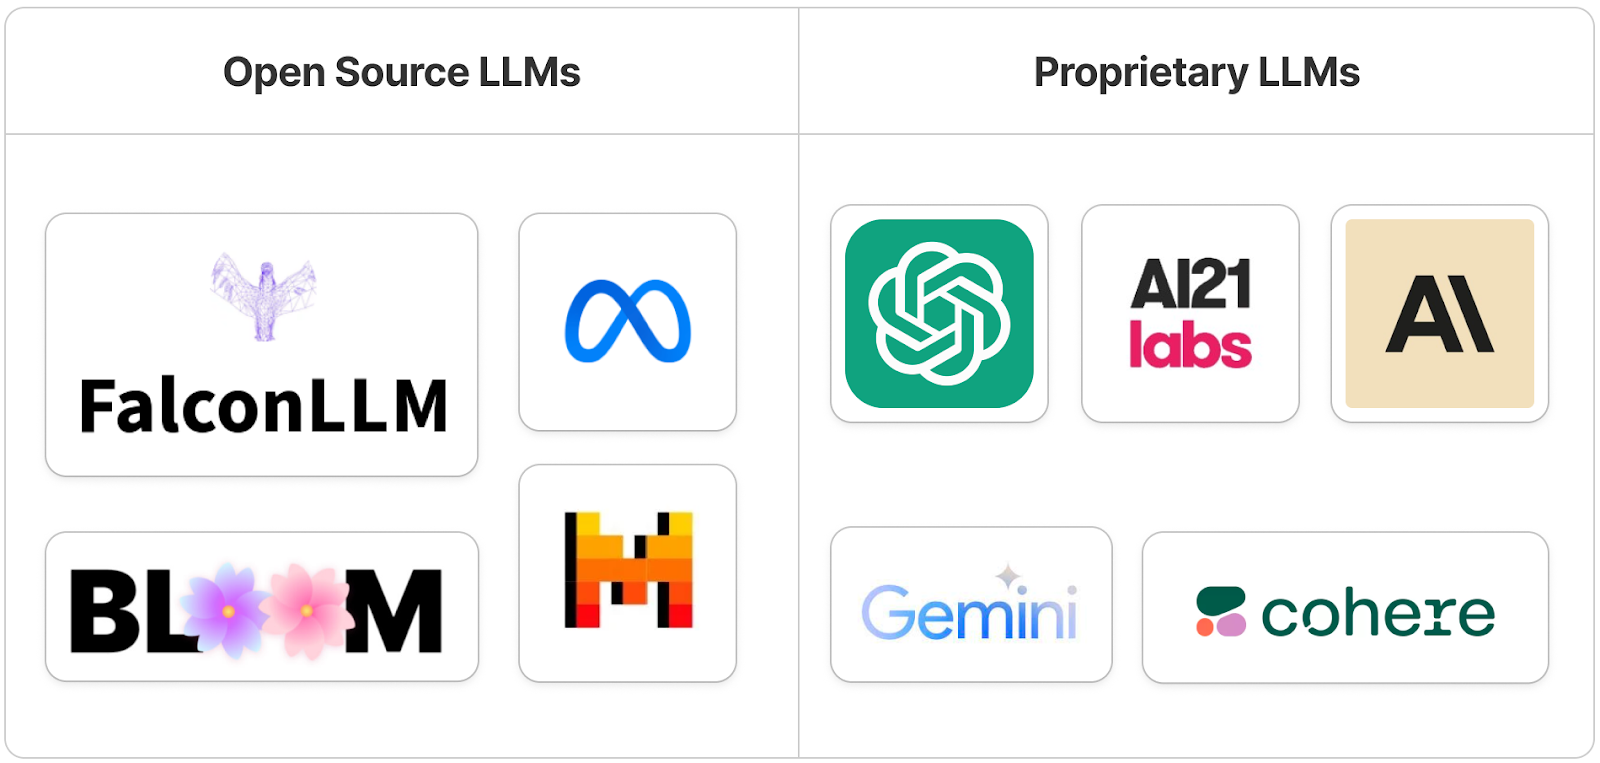 Open Source LLMs
Proprietary LLMs
FalconLLM
BLOOM
M
AI21
labs
A\
Gemini
cohere